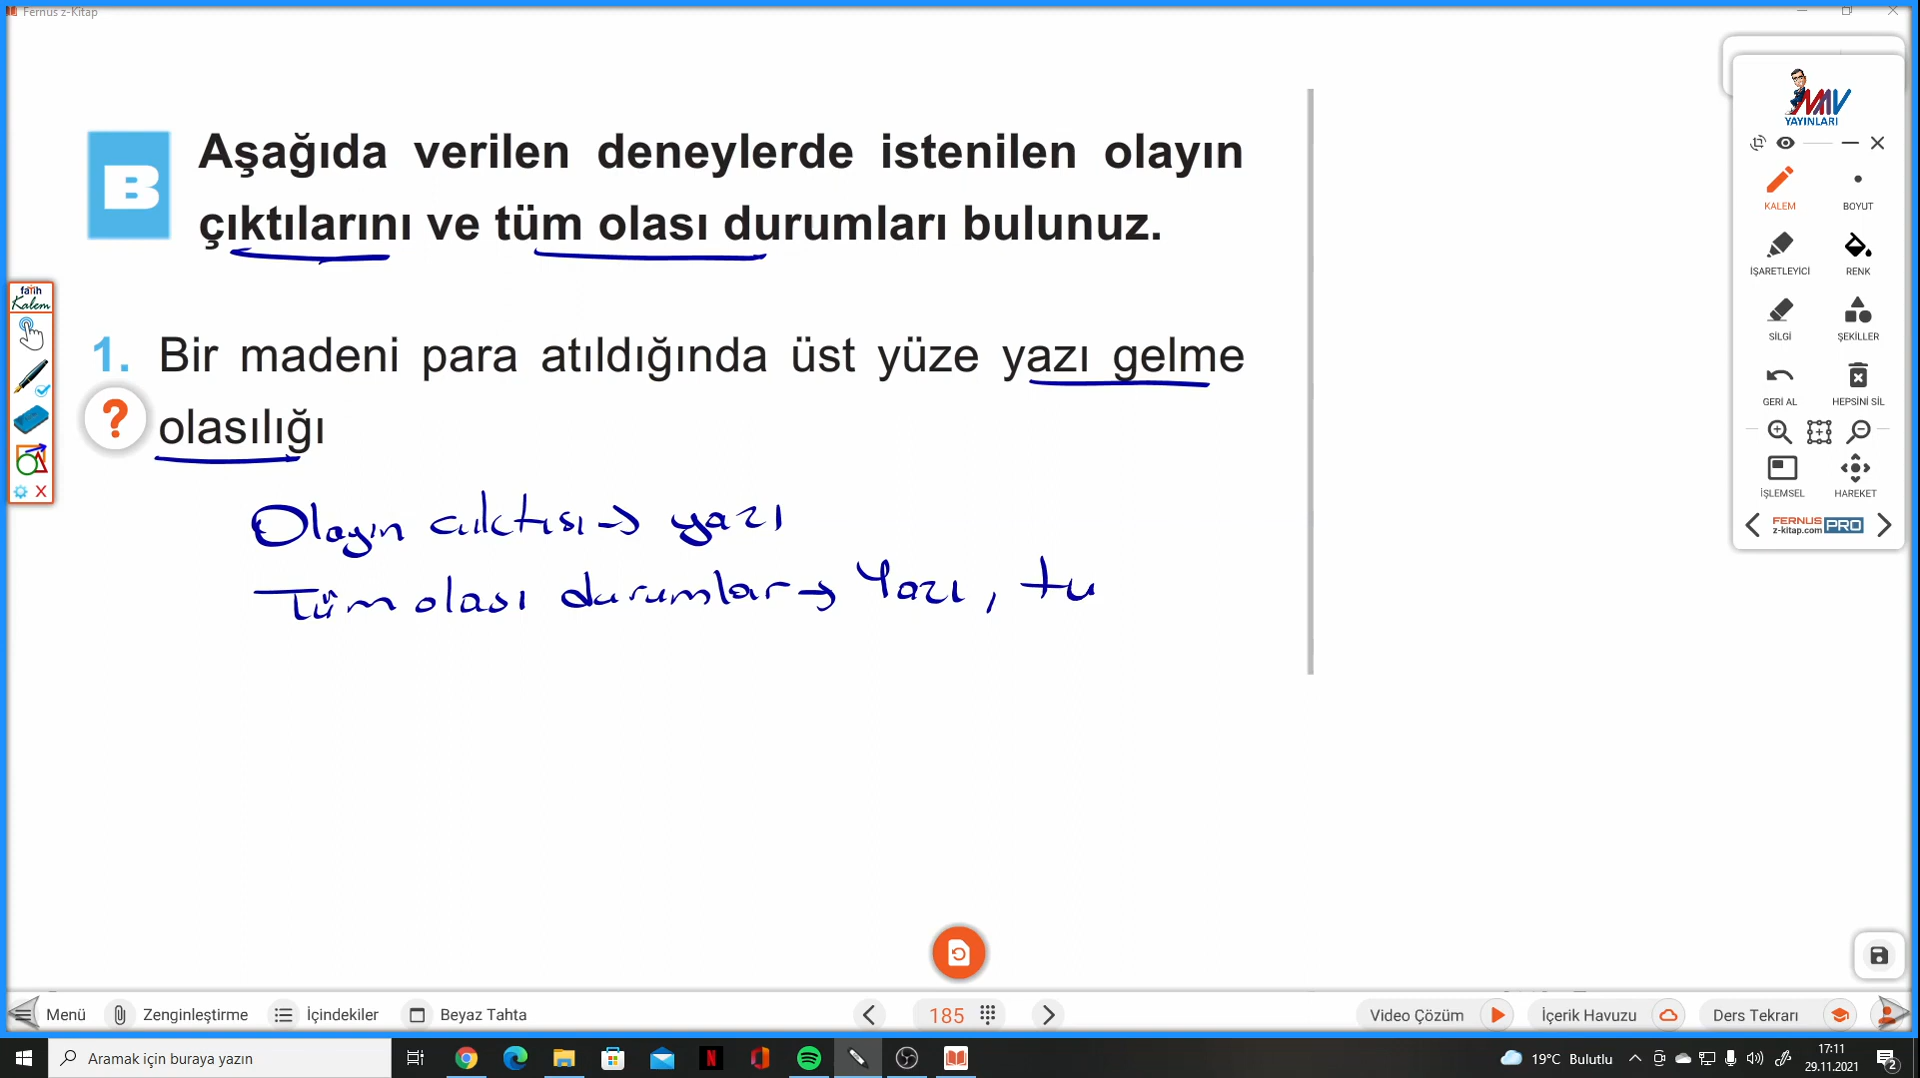 Fernus z-Kitap
MAV
YAYINLARI
B
Aşağıda verilen deneylerde istenilen olayın
çıktılarını ve tüm olası durumları bulunuz.
1. Bir madeni para atıldığında üst yüze yazı gelme
? olasılığı
Olayın çıktısı → yazı
Tüm olası durumlar → Yazı, tu
fatih
Kalem
X
KALEM BOYUT
İŞARETLEYİCİ RENK
SİLGİ ŞEKİLLER
GERİ AL HEPSİNİ SİL
İŞLEMSEL HAREKET
FERNUS
z-kitap.com PRO
Menü Zenginleştirme İçindekiler Beyaz Tahta 185 Video Çözüm İçerik Havuzu Ders Tekrarı
Aramak için buraya yazın
19°C Bulutlu
17:11
29.11.2021
2